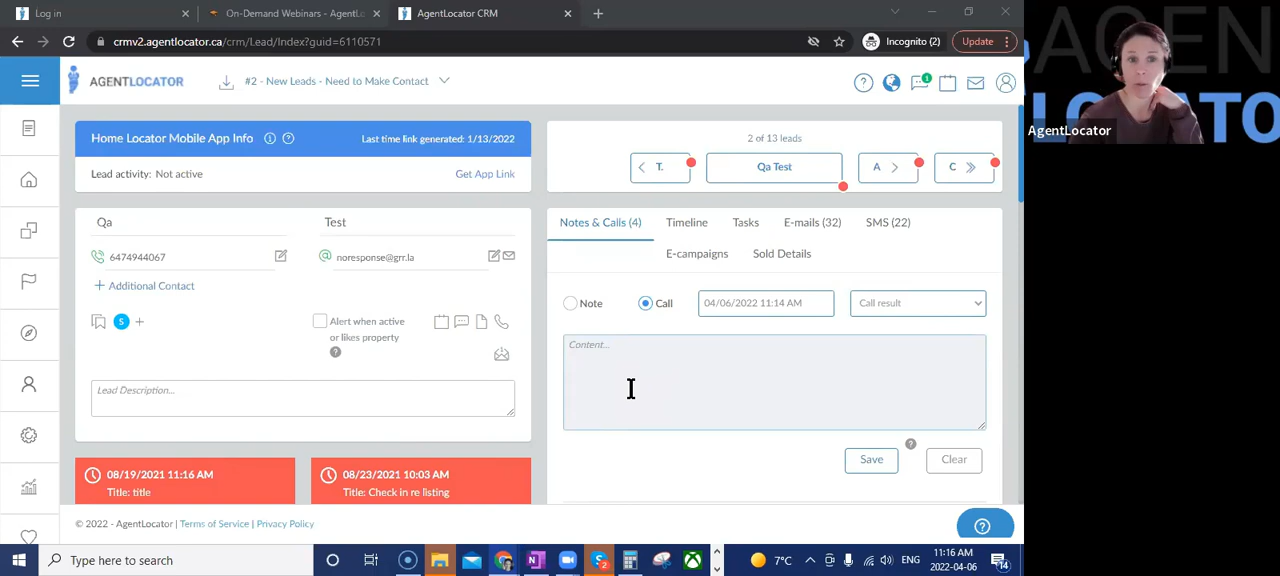 Log in
On-Demand Webinars - AgentL
AgentLocator CRM
crmv2.agentlocator.ca/crm/Lead/Index?guid=6110571
Incognito (2)
Update
AGENTLOCATOR
#2 - New Leads - Need to Make Contact
1
Home Locator Mobile App Info
Last time link generated: 1/13/2022
Lead activity: Not active
Get App Link
2 of 13 leads
T.
Qa Test
A
C
Qa
Test
6474944067
noresponse@grr.la
+ Additional Contact
S
Alert when active
or likes property
Lead Description...
08/19/2021 11:16 AM
Title: title
08/23/2021 10:03 AM
Title: Check in re listing
Notes & Calls (4)
Timeline
Tasks
E-mails (32)
SMS (22)
E-campaigns
Sold Details
Note
Call
04/06/2022 11:14 AM
Call result
Content...
Save
Clear
© 2022 - AgentLocator | Terms of Service | Privacy Policy
AgentLocator
Type here to search
7°C
ENG
11:16 AM
2022-04-06
14